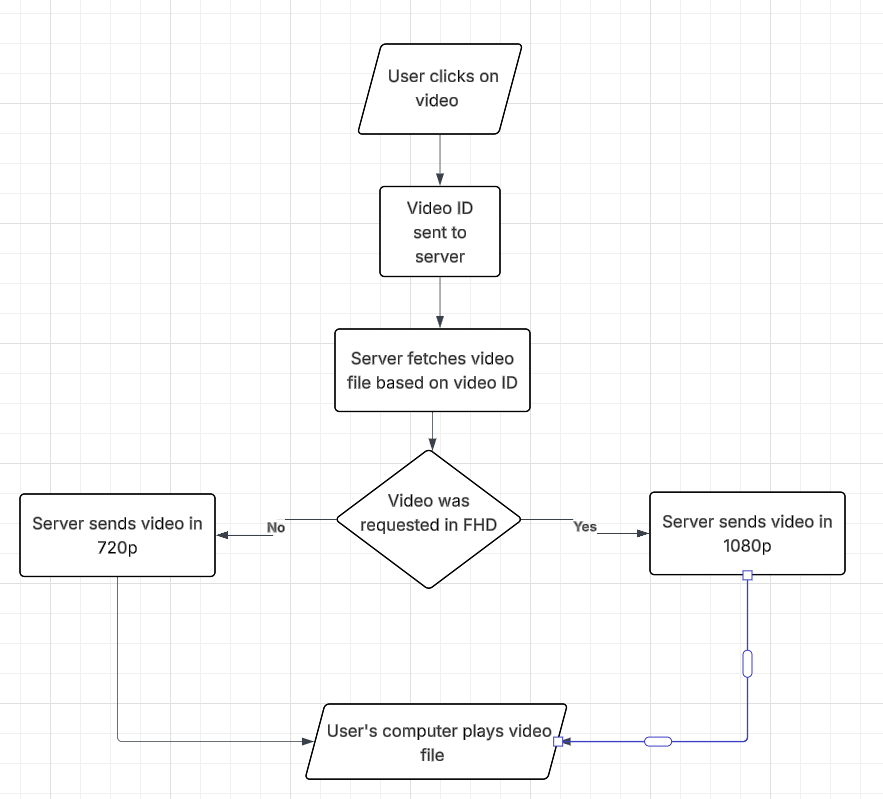 User clicks on
video
Video ID
sent to
server
Server fetches video
file based on video ID
Video was
requested in FHD
No
Yes
Server sends video in
720p
Server sends video in
1080p
User's computer plays video
file